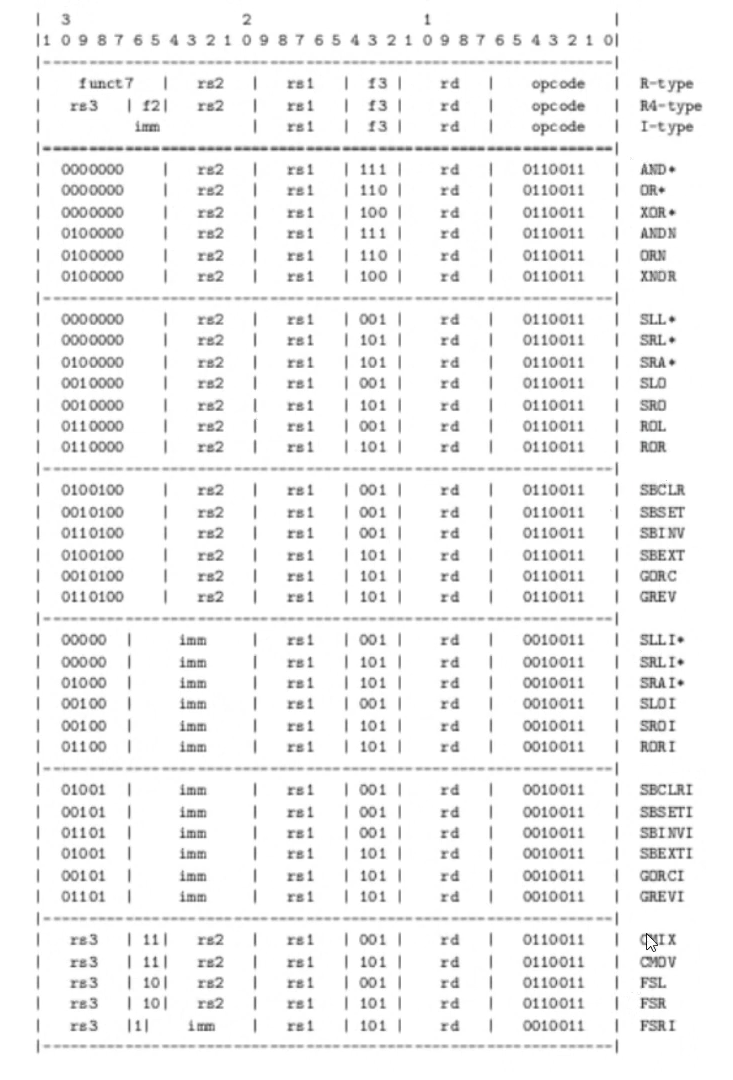 |  3                   2                   1                    |
|1 0 9 8 7 6 5 4 3 2 1 0 9 8 7 6 5 4 3 2 1 0 9 8 7 6 5 4 3 2 1 0|
|---------------------------------------------------------------|
|    funct7   |   rs2   |   rs1   |  f3 |    rd   |    opcode   |  R-type
|   rs3   | f2|   rs2   |   rs1   |  f3 |    rd   |    opcode   |  R4-type
|          imm          |   rs1   |  f3 |    rd   |    opcode   |  I-type
|===============================================================|
|  0000000    |   rs2   |   rs1   | 111 |    rd   |   0110011   |  AND*
|  0000000    |   rs2   |   rs1   | 110 |    rd   |   0110011   |  OR*
|  0000000    |   rs2   |   rs1   | 100 |    rd   |   0110011   |  XOR*
|  0100000    |   rs2   |   rs1   | 111 |    rd   |   0110011   |  ANDN
|  0100000    |   rs2   |   rs1   | 110 |    rd   |   0110011   |  ORN
|  0100000    |   rs2   |   rs1   | 100 |    rd   |   0110011   |  XNOR
|---------------------------------------------------------------|
|  0000000    |   rs2   |   rs1   | 001 |    rd   |   0110011   |  SLL*
|  0000000    |   rs2   |   rs1   | 101 |    rd   |   0110011   |  SRL*
|  0100000    |   rs2   |   rs1   | 101 |    rd   |   0110011   |  SRA*
|  0010000    |   rs2   |   rs1   | 001 |    rd   |   0110011   |  SLO
|  0010000    |   rs2   |   rs1   | 101 |    rd   |   0110011   |  SRO
|  0110000    |   rs2   |   rs1   | 001 |    rd   |   0110011   |  ROL
|  0110000    |   rs2   |   rs1   | 101 |    rd   |   0110011   |  ROR
|---------------------------------------------------------------|
|  0100100    |   rs2   |   rs1   | 001 |    rd   |   0110011   |  SBCLR
|  0010100    |   rs2   |   rs1   | 001 |    rd   |   0110011   |  SBSET
|  0110100    |   rs2   |   rs1   | 001 |    rd   |   0110011   |  SBINV
|  0100100    |   rs2   |   rs1   | 101 |    rd   |   0110011   |  SBEXT
|  0010100    |   rs2   |   rs1   | 101 |    rd   |   0110011   |  GORC
|  0110100    |   rs2   |   rs1   | 101 |    rd   |   0110011   |  GREV
|---------------------------------------------------------------|
|  00000  |     imm     |   rs1   | 001 |    rd   |   0010011   |  SLLI*
|  00000  |     imm     |   rs1   | 101 |    rd   |   0010011   |  SRLI*
|  01000  |     imm     |   rs1   | 101 |    rd   |   0010011   |  SRAI*
|  00100  |     imm     |   rs1   | 001 |    rd   |   0010011   |  SLOI
|  00100  |     imm     |   rs1   | 101 |    rd   |   0010011   |  SROI
|  01100  |     imm     |   rs1   | 101 |    rd   |   0010011   |  RORI
|---------------------------------------------------------------|
|  01001  |     imm     |   rs1   | 001 |    rd   |   0010011   |  SBCLRI
|  00101  |     imm     |   rs1   | 001 |    rd   |   0010011   |  SBSETI
|  01101  |     imm     |   rs1   | 001 |    rd   |   0010011   |  SBINVI
|  01001  |     imm     |   rs1   | 101 |    rd   |   0010011   |  SBEXTI
|  00101  |     imm     |   rs1   | 101 |    rd   |   0010011   |  GORCI
|  01101  |     imm     |   rs1   | 101 |    rd   |   0010011   |  GREVI
|---------------------------------------------------------------|
|   rs3   | 11|   rs2   |   rs1   | 001 |    rd   |   0110011   |  CMIX
|   rs3   | 11|   rs2   |   rs1   | 101 |    rd   |   0110011   |  CMOV
|   rs3   | 10|   rs2   |   rs1   | 001 |    rd   |   0110011   |  FSL
|   rs3   | 10|   rs2   |   rs1   | 101 |    rd   |   0110011   |  FSR
|   rs3   |1|    imm    |   rs1   | 101 |    rd   |   0010011   |  FSRI
|---------------------------------------------------------------|